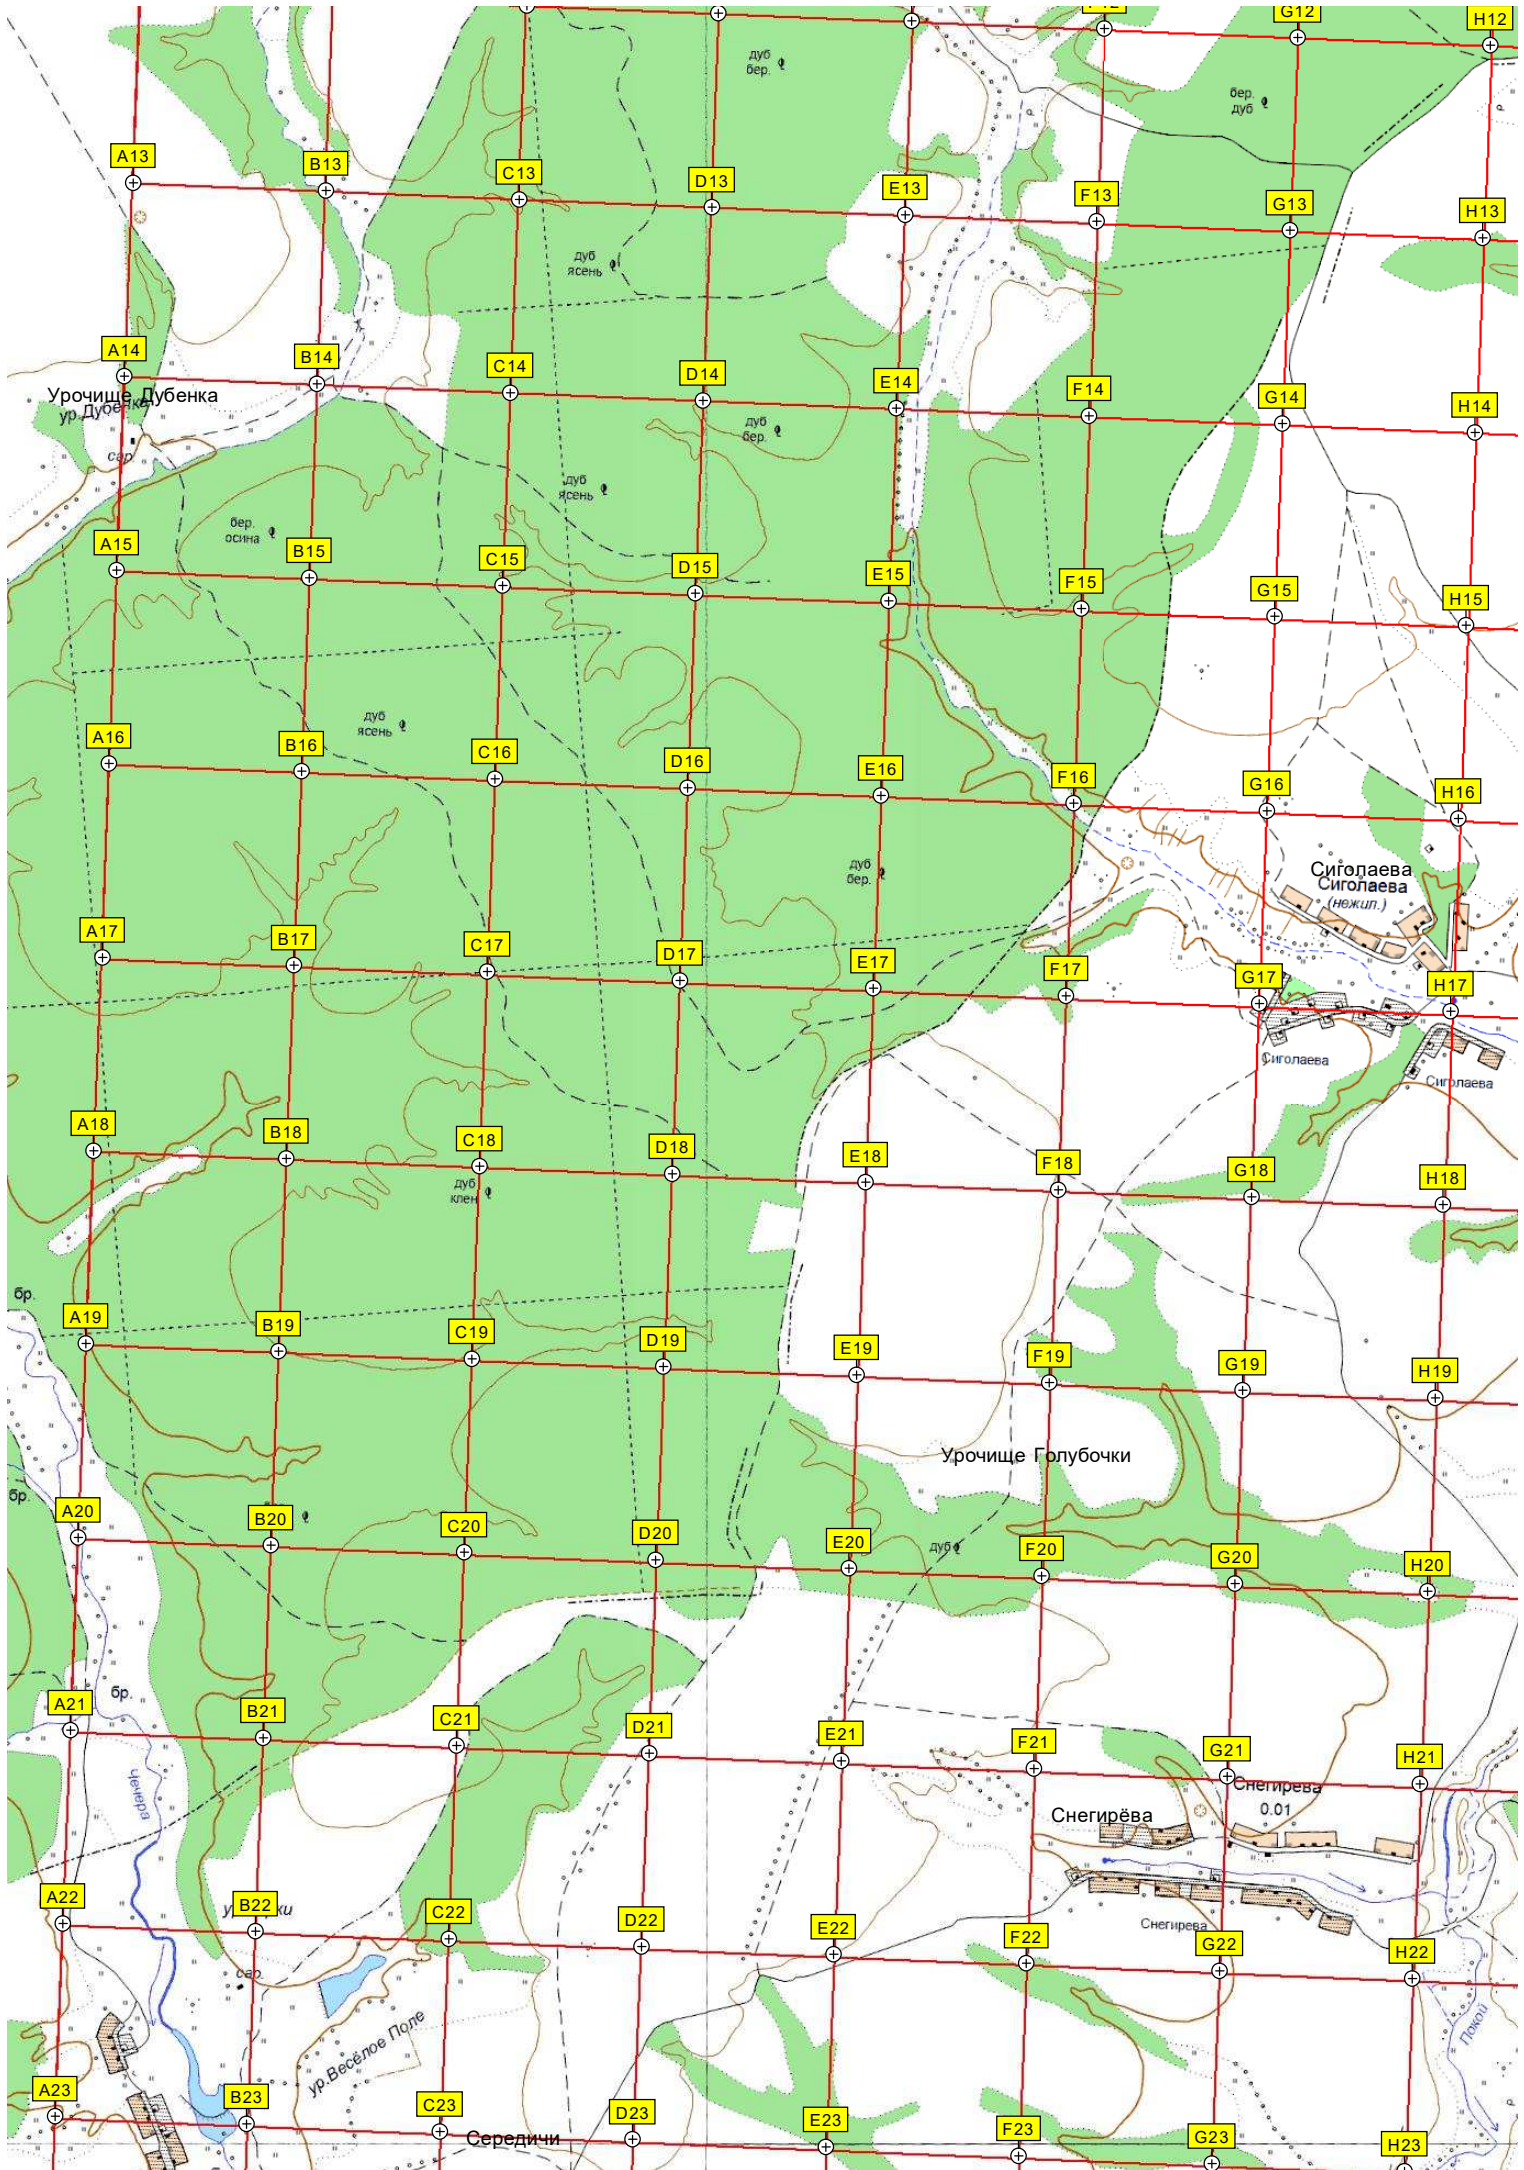 G12
H12
дуб
бер.
бер.
дуб
A13
B13
C13
D13
E13
F13
G13
H13
дуб
ясень
A14
B14
C14
D14
E14
F14
G14
H14
Урочище Дубенка
ур.Дубенка
сар.
дуб
бер.
дуб
ясень
бер.
осина
A15
B15
C15
D15
E15
F15
G15
H15
дуб
ясень
A16
B16
C16
D16
E16
F16
G16
H16
дуб
бер.
Сиголаева
Сиголаева
(нежил.)
A17
B17
C17
D17
E17
F17
G17
H17
Сиголаева
Сиголаева
A18
B18
C18
D18
E18
F18
G18
H18
дуб
клен
бр.
A19
B19
C19
D19
E19
F19
G19
H19
Урочище Голубочки
бр.
A20
B20
C20
D20
E20
F20
G20
H20
дуб
бр.
A21
B21
C21
D21
E21
F21
G21
H21
Чечера
Снегирева
0.01
Снегирёва
A22
B22
C22
D22
E22
F22
G22
H22
Снегирева
сар.
ур.Весёлое Поле
Покой
A23
B23
C23
D23
E23
F23
G23
H23
Середичи